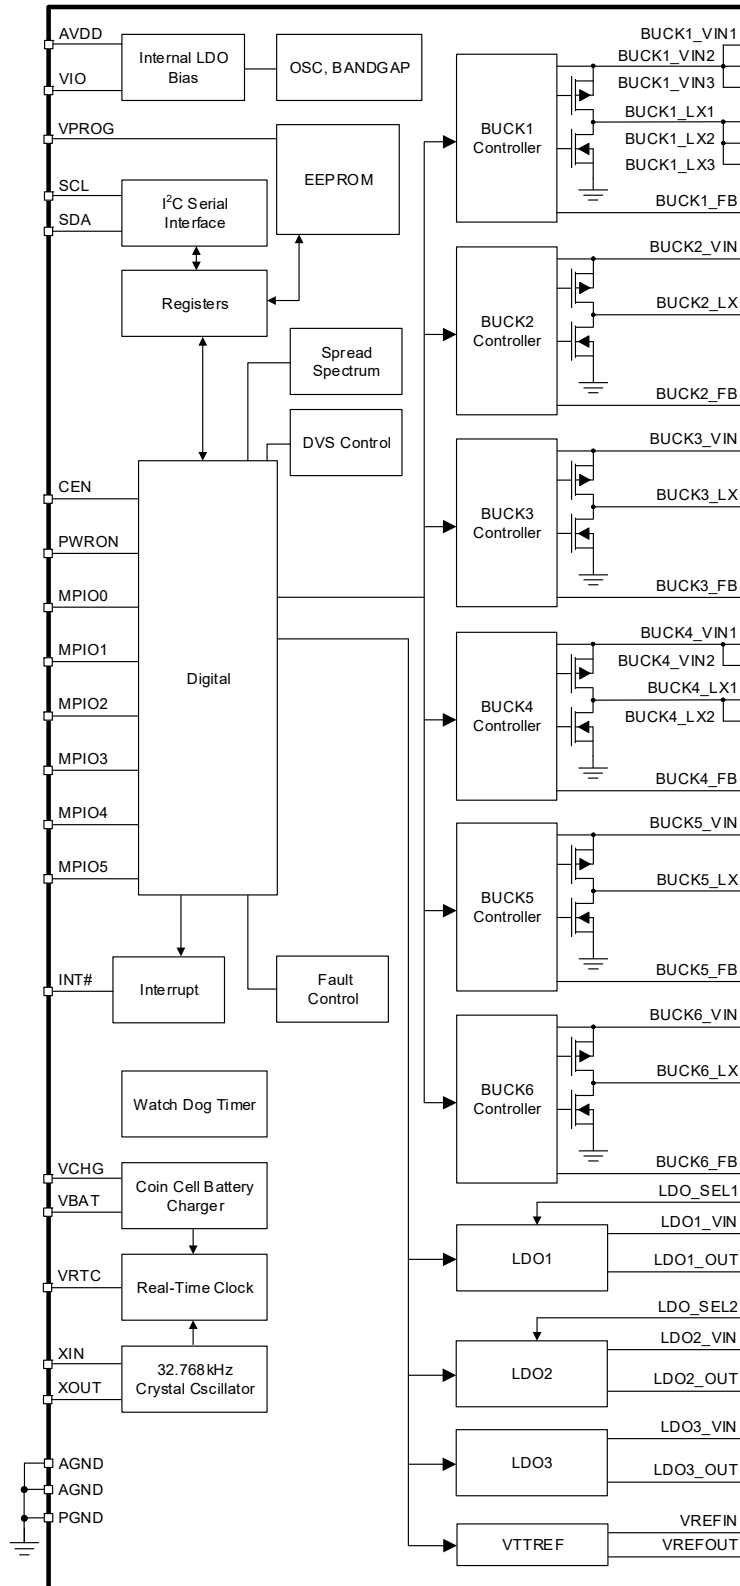 AVDD
VIO
Internal LDO
Bias
OSC, BANDGAP
VPROG
EEPROM
SCL
SDA
I²C Serial
Interface
Registers
Spread
Spectrum
DVS Control
CEN
PWRON
MPIO0
MPIO1
MPIO2
MPIO3
MPIO4
MPIO5
Digital
INT#
Interrupt
Fault
Control
Watch Dog Timer
VCHG
VBAT
Coin Cell Battery
Charger
VRTC
Real-Time Clock
XIN
XOUT
32.768kHz
Crystal Oscillator
AGND
AGND
PGND
BUCK1
Controller
BUCK1_VIN1
BUCK1_VIN2
BUCK1_VIN3
BUCK1_LX1
BUCK1_LX2
BUCK1_LX3
BUCK1_FB
BUCK2
Controller
BUCK2_VIN
BUCK2_LX
BUCK2_FB
BUCK3
Controller
BUCK3_VIN
BUCK3_LX
BUCK3_FB
BUCK4
Controller
BUCK4_VIN1
BUCK4_VIN2
BUCK4_LX1
BUCK4_LX2
BUCK4_FB
BUCK5
Controller
BUCK5_VIN
BUCK5_LX
BUCK5_FB
BUCK6
Controller
BUCK6_VIN
BUCK6_LX
BUCK6_FB
LDO_SEL1
LDO1
LDO1_VIN
LDO1_OUT
LDO_SEL2
LDO2
LDO2_VIN
LDO2_OUT
LDO3
LDO3_VIN
LDO3_OUT
VTTREF
VREFIN
VREFOUT